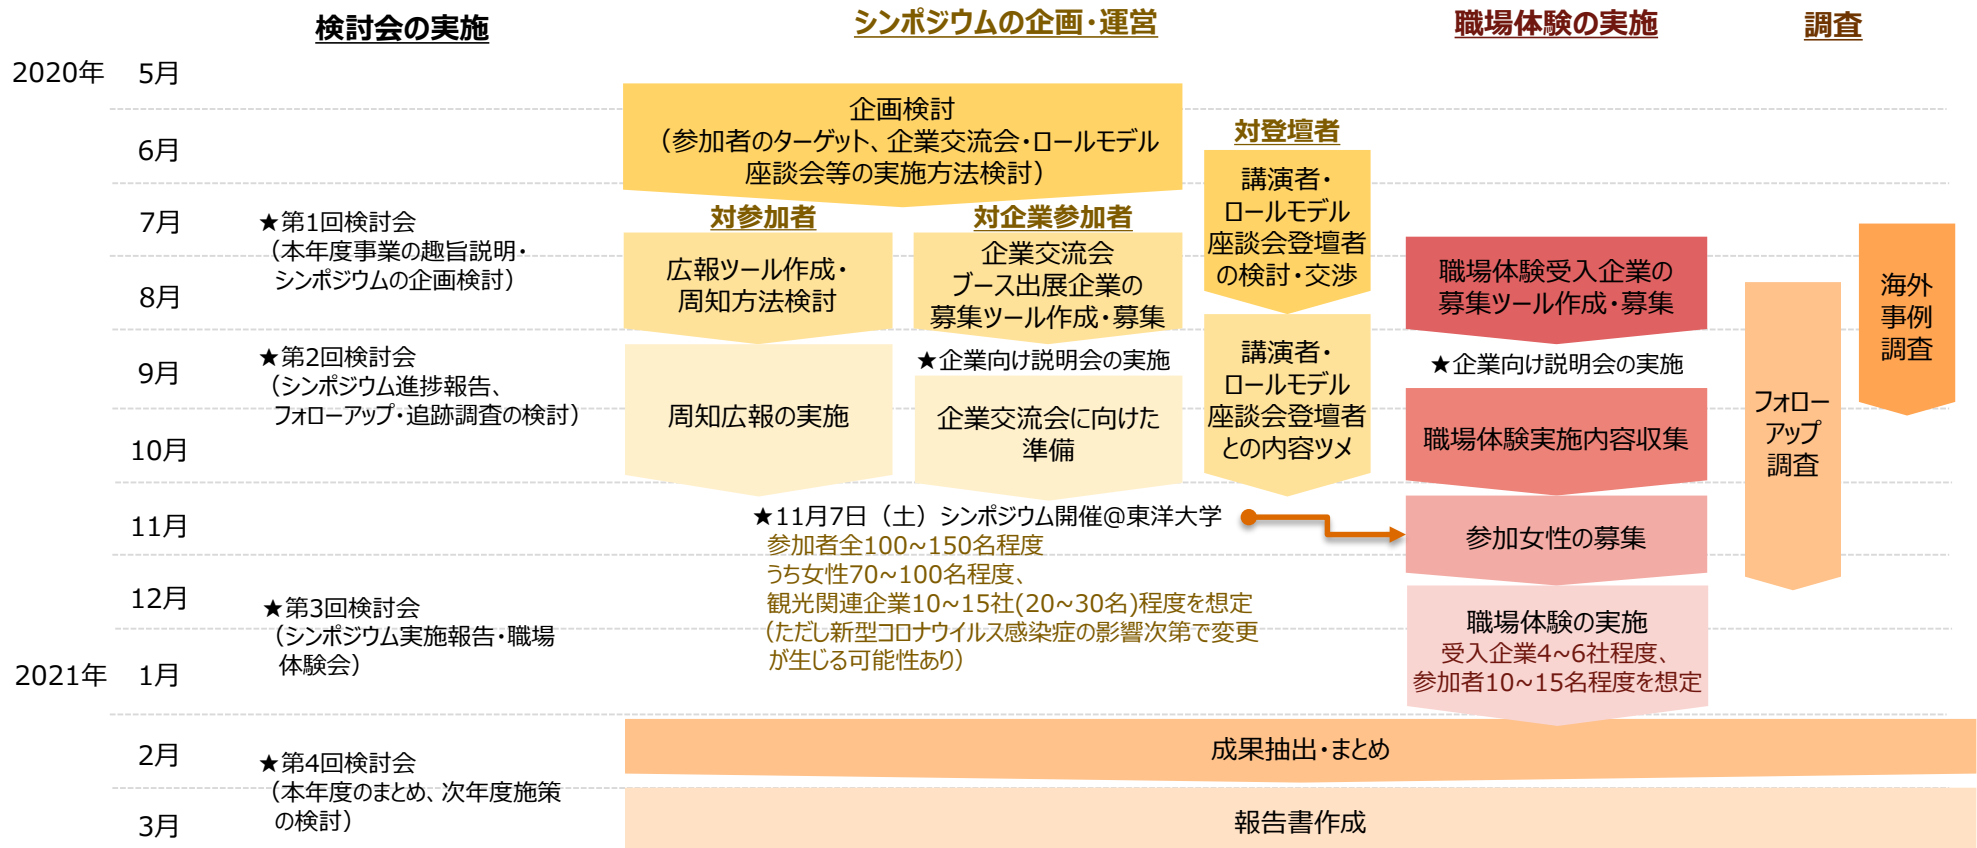 検討会の実施
シンポジウムの企画・運営
職場体験の実施
調査
2020年
5月
6月
7月
8月
9月
10月
11月
12月
2021年
1月
2月
3月
★第1回検討会
（本年度事業の趣旨説明・
シンポジウムの企画検討）
★第2回検討会
（シンポジウム進捗報告、
フォローアップ・追跡調査の検討）
★第3回検討会
（シンポジウム実施報告・職場
体験会）
★第4回検討会
（本年度のまとめ、次年度施策
の検討）
企画検討
（参加者のターゲット、企業交流会・ロールモデル
座談会等の実施方法検討）
対参加者
広報ツール作成・
周知方法検討
周知広報の実施
対企業参加者
企業交流会
ブース出展企業の
募集ツール作成・募集
★企業向け説明会の実施
企業交流会に向けた
準備
対登壇者
講演者・
ロールモデル
座談会登壇者
の検討・交渉
講演者・
ロールモデル
座談会登壇者
との内容ツメ
★11月7日（土）シンポジウム開催@東洋大学
参加者全100~150名程度
うち女性70~100名程度、
観光関連企業10~15社(20~30名)程度を想定
（ただし新型コロナウイルス感染症の影響次第で変更
が生じる可能性あり）
職場体験受入企業の
募集ツール作成・募集
★企業向け説明会の実施
職場体験実施内容収集
参加女性の募集
職場体験の実施
受入企業4~6社程度、
参加者10~15名程度を想定
フォロー
アップ
調査
海外
事例
調査
成果抽出・まとめ
報告書作成